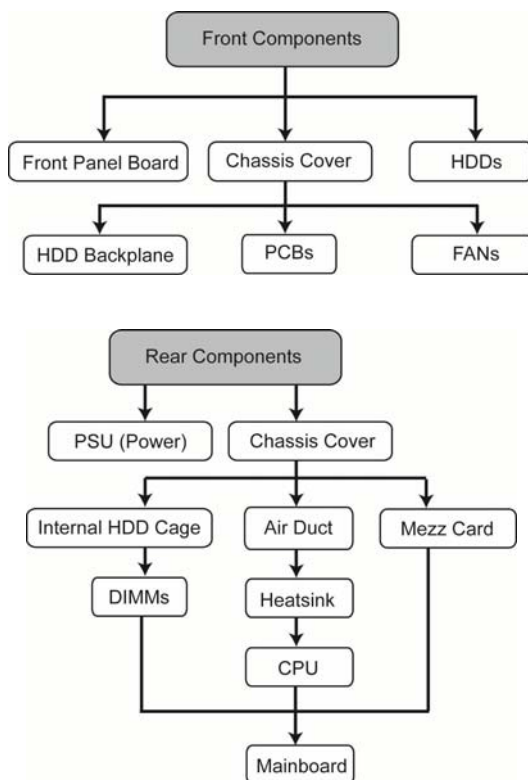 Front Components
Front Panel Board
Chassis Cover
HDDs
HDD Backplane
PCBs
FANs
Rear Components
PSU (Power)
Chassis Cover
Internal HDD Cage
Air Duct
Mezz Card
DIMMs
Heatsink
CPU
Mainboard